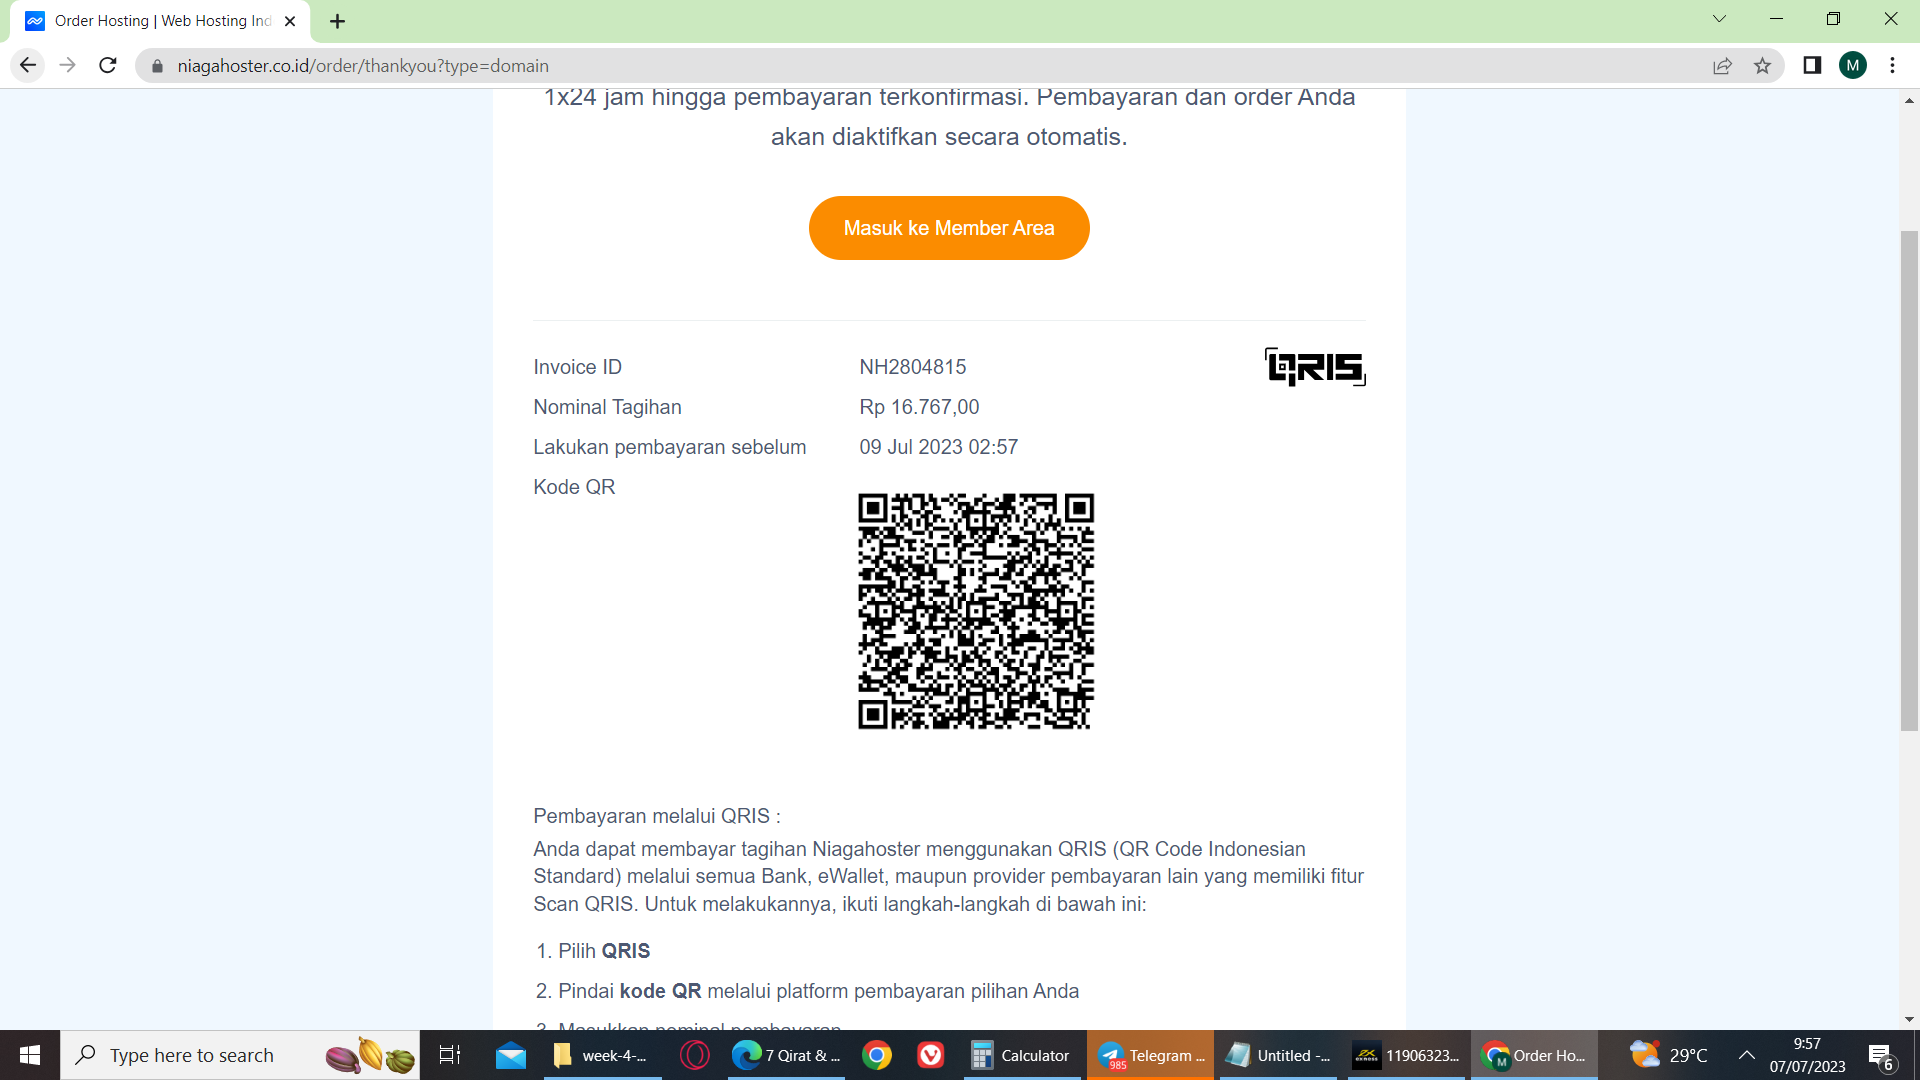 Order Hosting | Web Hosting Ind
niagahoster.co.id/order/thankyou?type=domain
M
1x24 jam hingga pembayaran terkonfirmasi. Pembayaran dan order Anda
akan diaktifkan secara otomatis.
Masuk ke Member Area
Invoice ID NH2804815
QRIS
Nominal Tagihan Rp 16.767,00
Lakukan pembayaran sebelum 09 Jul 2023 02:57
Kode QR
Pembayaran melalui QRIS :
Anda dapat membayar tagihan Niagahoster menggunakan QRIS (QR Code Indonesian
Standard) melalui semua Bank, eWallet, maupun provider pembayaran lain yang memiliki fitur
Scan QRIS. Untuk melakukannya, ikuti langkah-langkah di bawah ini:
1. Pilih QRIS
2. Pindai kode QR melalui platform pembayaran pilihan Anda
3. Masukkan nominal pembayaran
Type here to search
week-4-...
7 Qirat & ...
Calculator
985
Telegram ...
Untitled -...
exness
11906323...
M
Order Ho...
29°C
9:57
07/07/2023
6